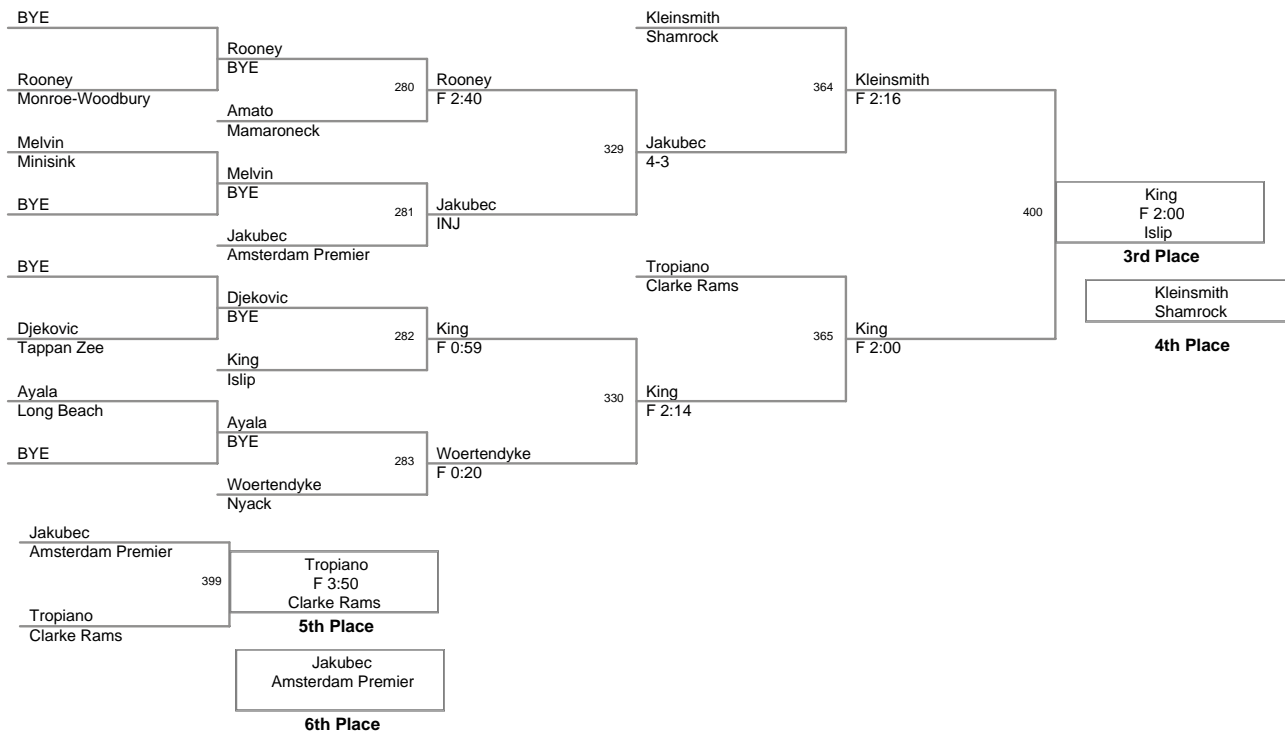 BYE
Rooney
Monroe-Woodbury
Melvin
Minisink
BYE
BYE
Djekovic
Tappan Zee
Ayala
Long Beach
BYE
Rooney
BYE
280
Amato
Mamaroneck
Melvin
BYE
281
Jakubec
Amsterdam Premier
Djekovic
BYE
282
King
Islip
Ayala
BYE
283
Woertendyke
Nyack
Rooney
F 2:40
329
Jakubec
INJ
King
F 0:59
330
Woertendyke
F 0:20
Kleinsmith
Shamrock
364
Jakubec
4-3
Tropiano
Clarke Rams
365
King
F 2:14
Kleinsmith
F 2:16
400
King
F 2:00
King
F 2:00
Islip
3rd Place
Kleinsmith
Shamrock
4th Place
Jakubec
Amsterdam Premier
399
Tropiano
Clarke Rams
Tropiano
F 3:50
Clarke Rams
5th Place
Jakubec
Amsterdam Premier
6th Place